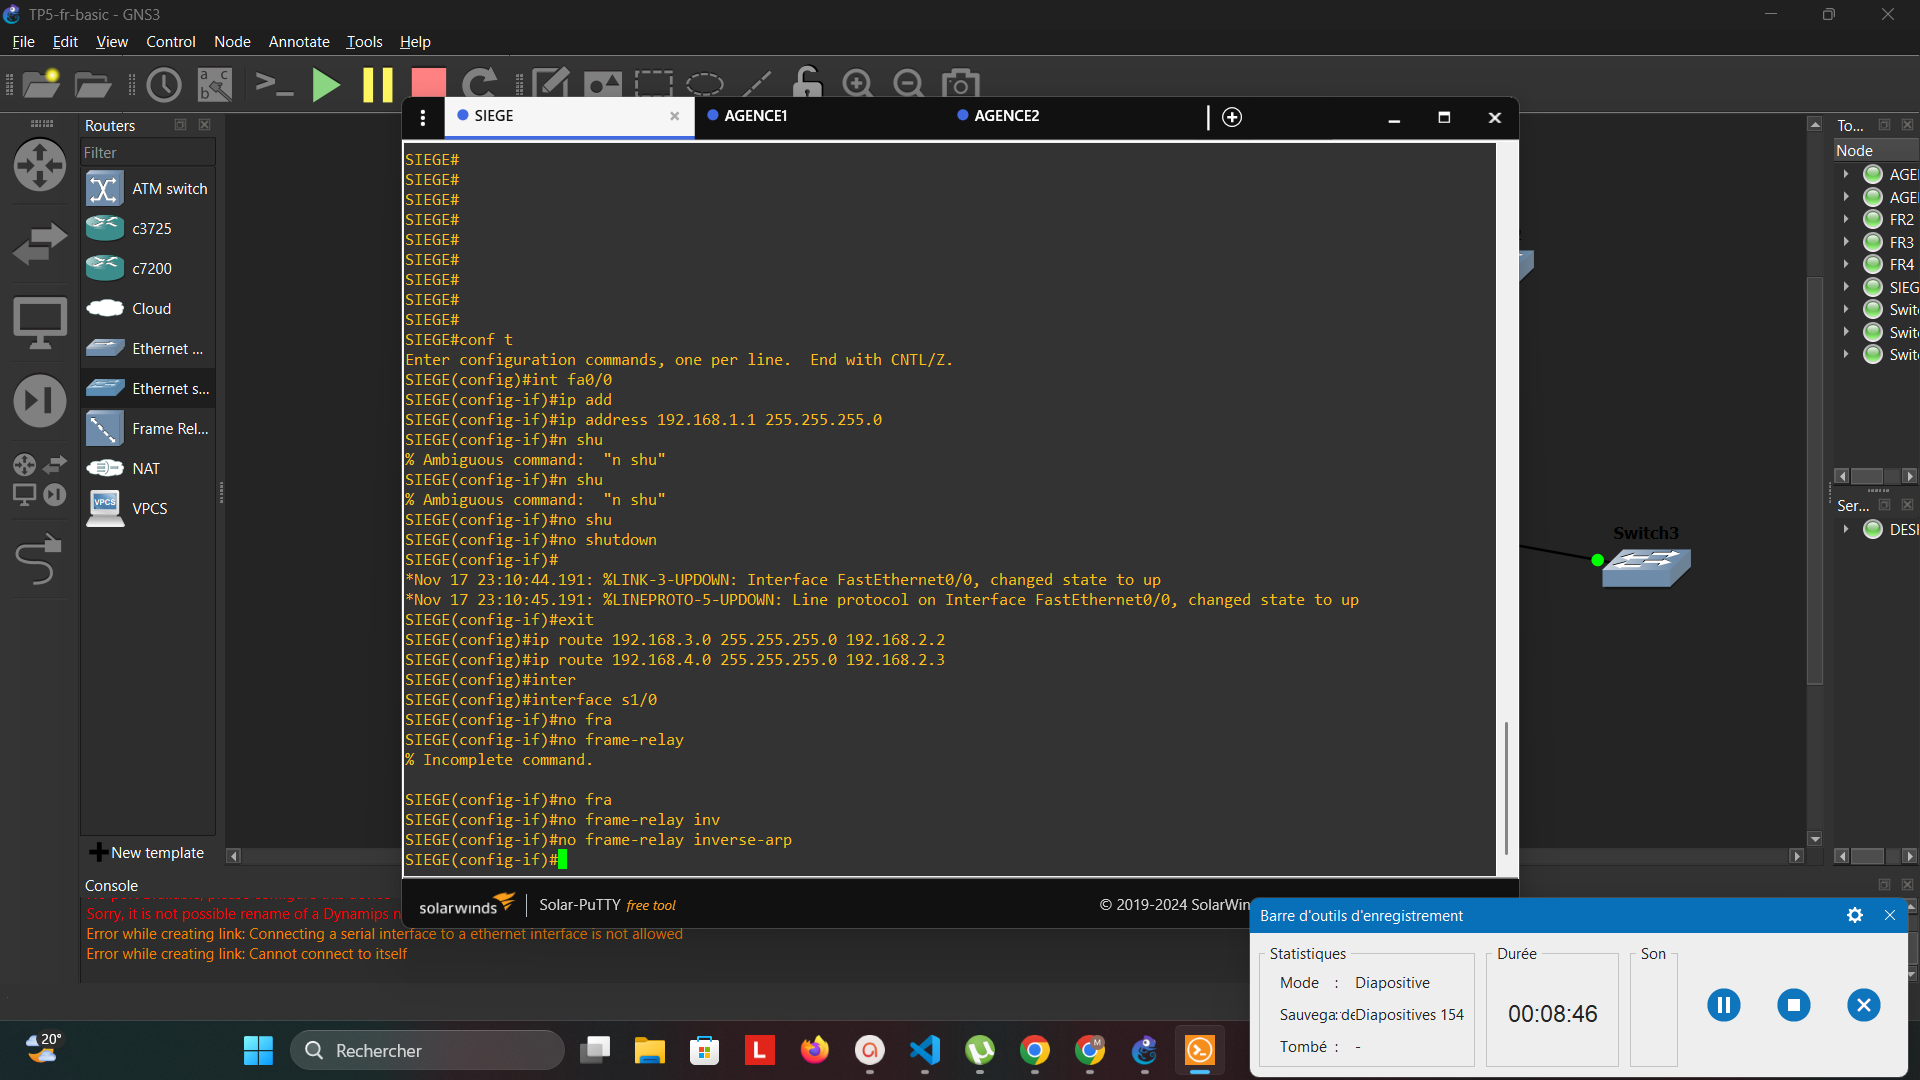 TP5-fr-basic - GNS3
File Edit View Control Node Annotate Tools Help
SIEGE
AGENCE1
AGENCE2
Routers
Filter
ATM switch
c3725
c7200
Cloud
Ethernet ...
Ethernet s...
Frame Rel...
NAT
VPCS
New template
SIEGE#
SIEGE#
SIEGE#
SIEGE#
SIEGE#
SIEGE#
SIEGE#
SIEGE#
SIEGE#
SIEGE#conf t
Enter configuration commands, one per line.  End with CNTL/Z.
SIEGE(config)#int fa0/0
SIEGE(config-if)#ip add
SIEGE(config-if)#ip address 192.168.1.1 255.255.255.0
SIEGE(config-if)#n shu
% Ambiguous command:  "n shu"
SIEGE(config-if)#n shu
% Ambiguous command:  "n shu"
SIEGE(config-if)#no shu
SIEGE(config-if)#no shutdown
SIEGE(config-if)#
*Nov 17 23:10:44.191: %LINK-3-UPDOWN: Interface FastEthernet0/0, changed state to up
*Nov 17 23:10:45.191: %LINEPROTO-5-UPDOWN: Line protocol on Interface FastEthernet0/0, changed state to up
SIEGE(config-if)#exit
SIEGE(config)#ip route 192.168.3.0 255.255.255.0 192.168.2.2
SIEGE(config)#ip route 192.168.4.0 255.255.255.0 192.168.2.3
SIEGE(config)#inter
SIEGE(config)#interface s1/0
SIEGE(config-if)#no fra
SIEGE(config-if)#no frame-relay
% Incomplete command.
SIEGE(config-if)#no fra
SIEGE(config-if)#no frame-relay inv
SIEGE(config-if)#no frame-relay inverse-arp
SIEGE(config-if)#
solarwinds
Solar-PuTTY free tool
© 2019-2024 SolarWin
Switch3
To...
Node
AGE
AGE
FR2
FR3
FR4
SIEG
Swit
Swit
Swit
Ser...
DESI
Console
Sorry, it is not possible rename of a Dynamips n
Error while creating link: Connecting a serial interface to a ethernet interface is not allowed
Error while creating link: Cannot connect to itself
Barre d'outils d'enregistrement
Statistiques
Mode : Diapositive
Sauvega: de Diapositives 154
Tombé : -
Durée
00:08:46
Son
20°
Rechercher